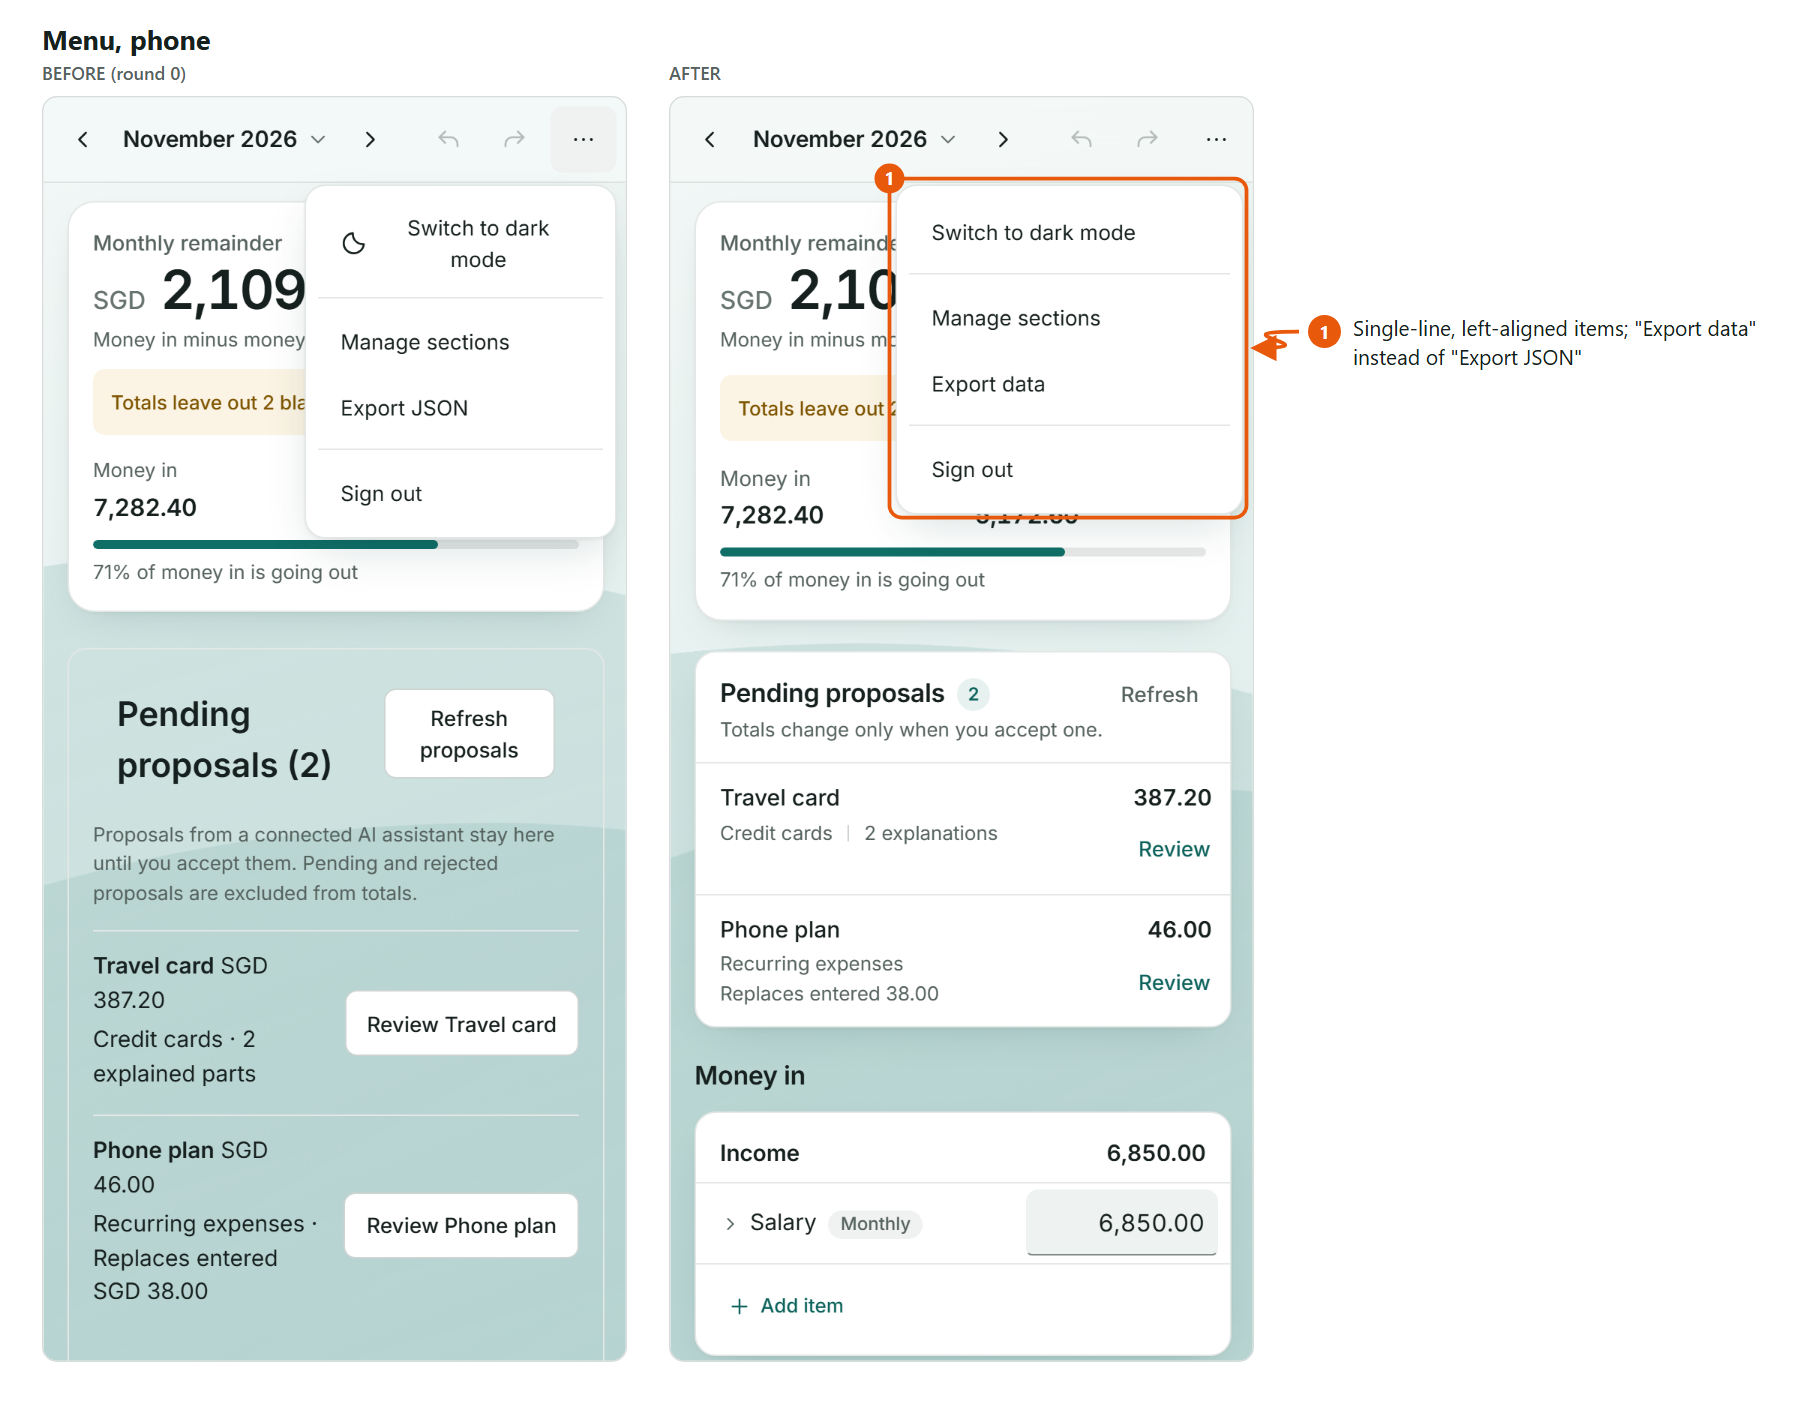 Menu, phone
BEFORE (round 0)
November 2026
Switch to dark
mode
Manage sections
Export JSON
Sign out
Monthly remainder
SGD 2,109
Money in minus money
Totals leave out 2 bla
Money in
7,282.40
71% of money in is going out
Pending
proposals (2)
Refresh
proposals
Proposals from a connected AI assistant stay here
until you accept them. Pending and rejected
proposals are excluded from totals.
Travel card SGD
387.20
Credit cards · 2
explained parts
Review Travel card
Phone plan SGD
46.00
Recurring expenses ·
Replaces entered
SGD 38.00
Review Phone plan
AFTER
November 2026
1
Switch to dark mode
Manage sections
Export data
Sign out
Monthly remainde
SGD 2,10
Money in minus mo
Totals leave out 2
Money in
7,282.40
71% of money in is going out
Pending proposals 2
Refresh
Totals change only when you accept one.
Travel card 387.20
Credit cards | 2 explanations
Review
Phone plan 46.00
Recurring expenses
Replaces entered 38.00
Review
Money in
Income 6,850.00
Salary Monthly 6,850.00
+ Add item
1 Single-line, left-aligned items; "Export data"
instead of "Export JSON"